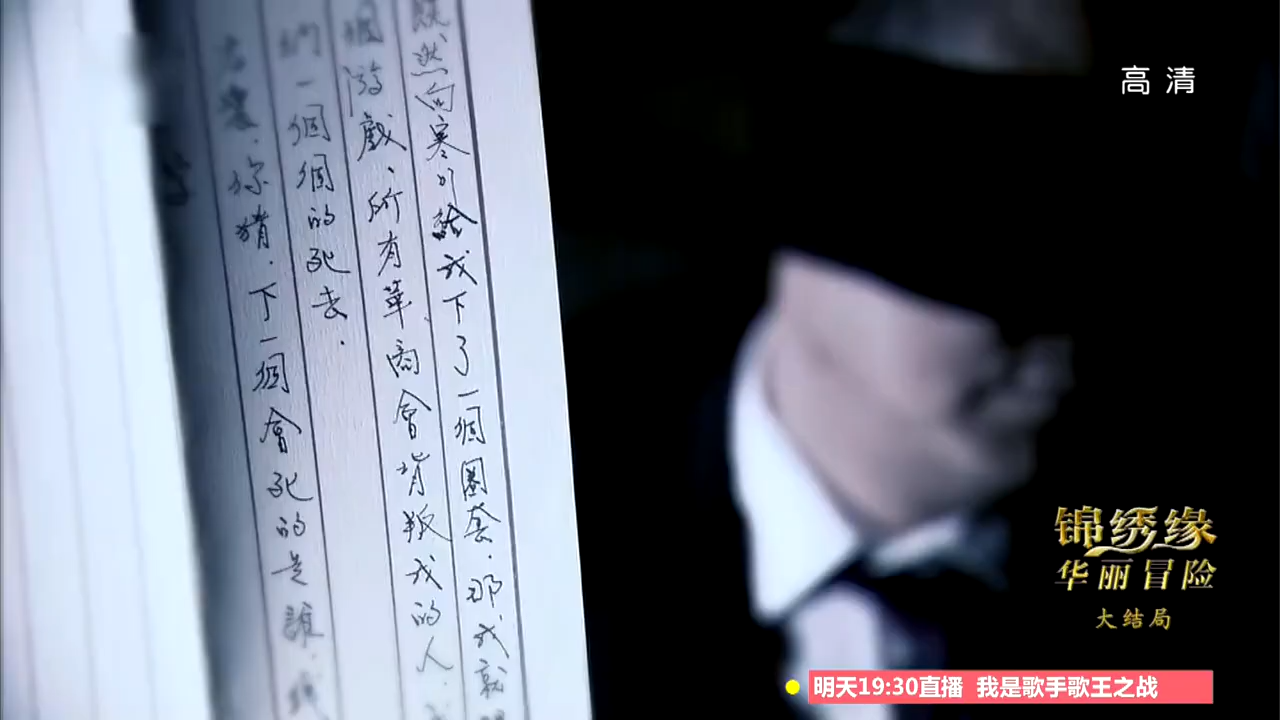 既然向寒川給我下了一個圈套，那我就
個游戲、所有華商會背叛我的人，
們一個個的死去.
你猜.下一個會死的是誰.
高清
锦绣缘
华丽冒险
大结局
明天19:30直播 我是歌手歌王之战